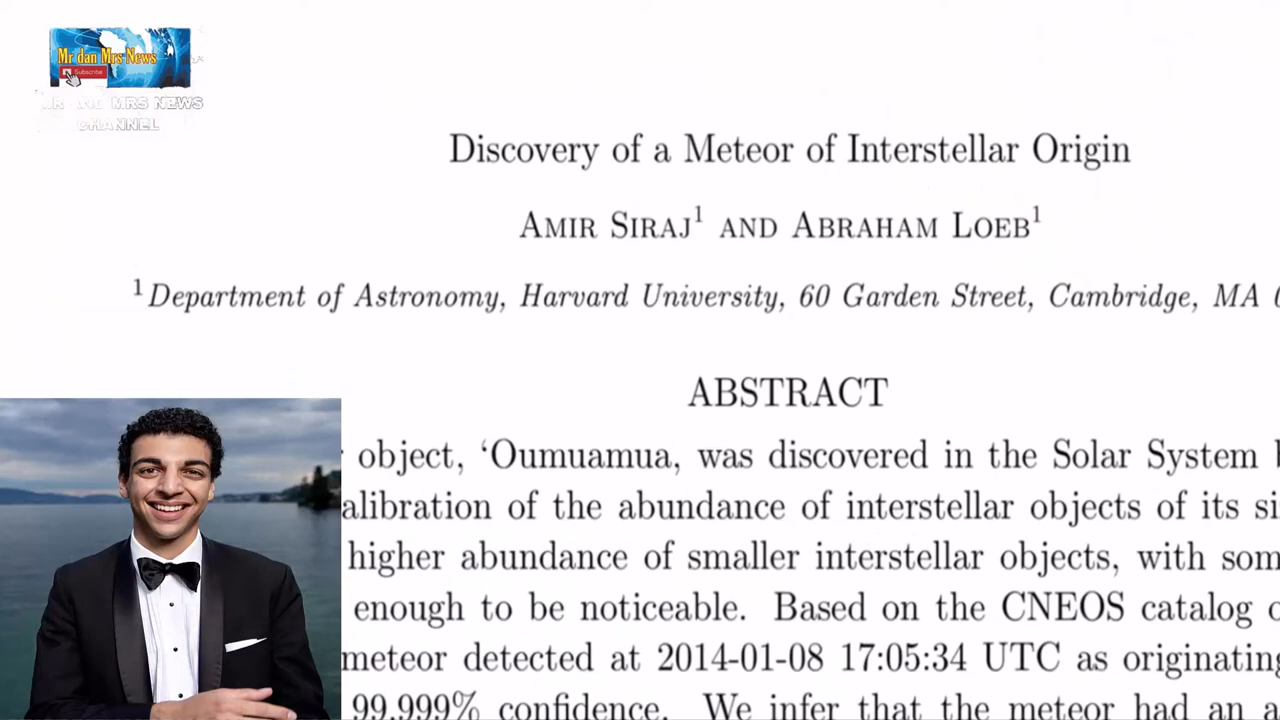 Mr dan Mrs News
Subscribe
MR AND MRS NEWS
CHANNEL
Discovery of a Meteor of Interstellar Origin
AMIR SIRAJ1 AND ABRAHAM LOEB1
1Department of Astronomy, Harvard University, 60 Garden Street, Cambridge, MA
ABSTRACT
object, ‘Oumuamua, was discovered in the Solar System
alibration of the abundance of interstellar objects of its
higher abundance of smaller interstellar objects, with som
enough to be noticeable. Based on the CNEOS catalog
meteor detected at 2014-01-08 17:05:34 UTC as originating
99.999% confidence. We infer that the meteor had an a